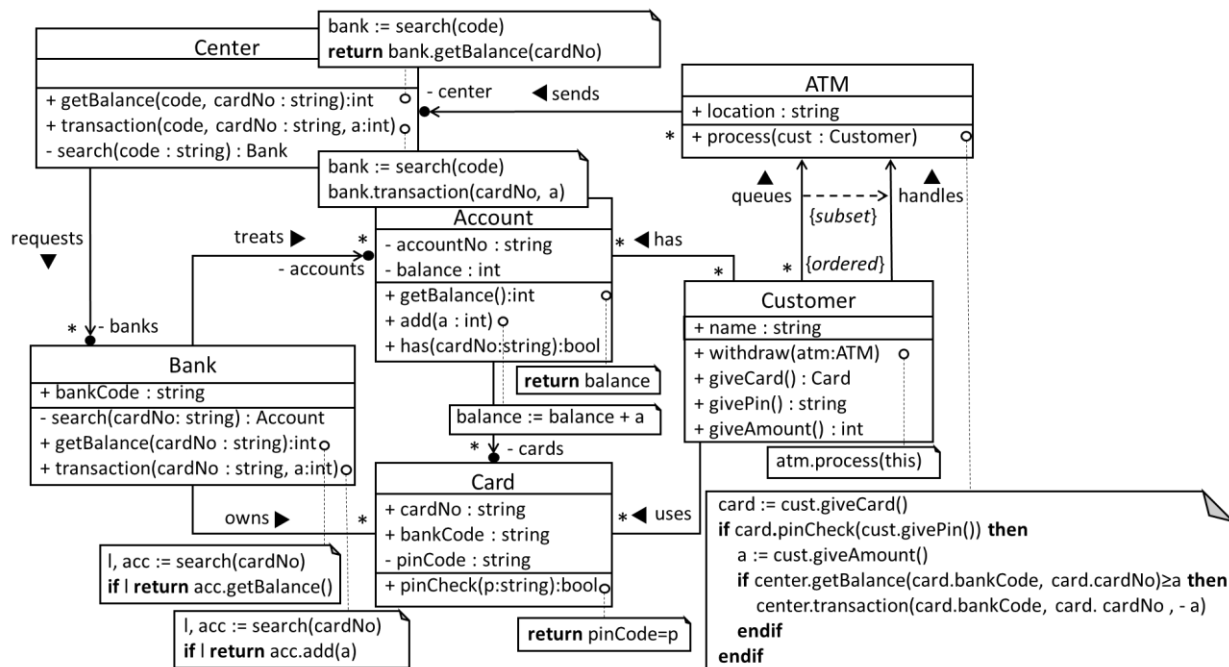 bank := search(code)
return bank.getBalance(cardNo)
Center
+ getBalance(code, cardNo : string):int
+ transaction(code, cardNo : string, a:int)
- search(code : string) : Bank
- center
sends
ATM
+ location : string
+ process(cust : Customer)
*
bank := search(code)
bank.transaction(cardNo, a)
queues
handles
{subset}
{ordered}
*
requests
treats
*
- accounts
Account
- accountNo : string
- balance : int
+ getBalance():int
+ add(a : int)
+ has(cardNo:string):bool
* has
*
Customer
+ name : string
+ withdraw(atm:ATM)
+ giveCard() : Card
+ givePin() : string
+ giveAmount() : int
* - banks
Bank
+ bankCode : string
- search(cardNo: string) : Account
+ getBalance(cardNo : string):int
+ transaction(cardNo : string, a:int)
return balance
balance := balance + a
atm.process(this)
* - cards
Card
+ cardNo : string
+ bankCode : string
- pinCode : string
+ pinCheck(p:string):bool
owns
*
* uses
l, acc := search(cardNo)
if l return acc.getBalance()
l, acc := search(cardNo)
if l return acc.add(a)
return pinCode=p
card := cust.giveCard()
if card.pinCheck(cust.givePin()) then
a := cust.giveAmount()
if center.getBalance(card.bankCode, card.cardNo)≥a then
center.transaction(card.bankCode, card. cardNo , - a)
endif
endif